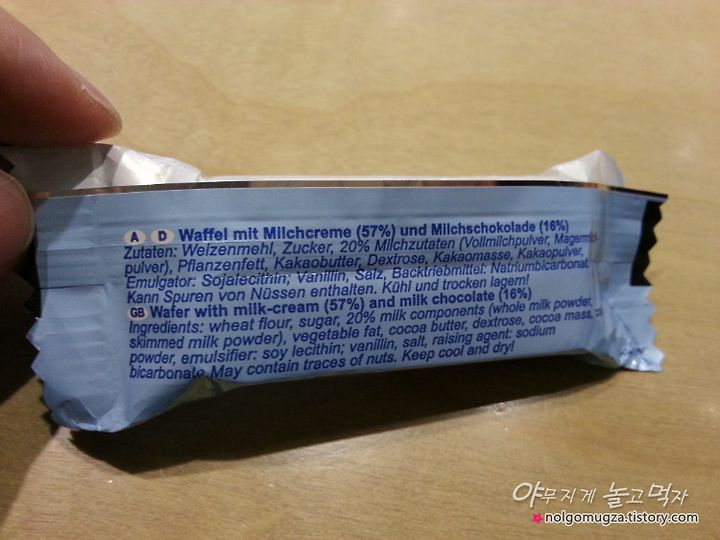 A D Waffel mit Milchcreme (57%) und Milchschokolade (16%)
Zutaten: Weizenmehl, Zucker, 20% Milchzutaten (Vollmilchpulver, Magermilch-
pulver), Pflanzenfett, Kakaobutter, Dextrose, Kakaomasse, Kakaopulver,
Emulgator: Sojalecithin; Vanillin, Salz, Backtriebmittel: Natriumbicarbonat.
Kann Spuren von Nüssen enthalten. Kühl und trocken lagern!
GB Wafer with milk-cream (57%) and milk chocolate (16%)
Ingredients: wheat flour, sugar, 20% milk components (whole milk powder,
skimmed milk powder), vegetable fat, cocoa butter, dextrose, cocoa mass,
powder, emulsifier: soy lecithin; vanillin, salt, raising agent: sodium
bicarbonate. May contain traces of nuts. Keep cool and dry!
야무지게 놀고먹자
nolgomugza.tistory.com